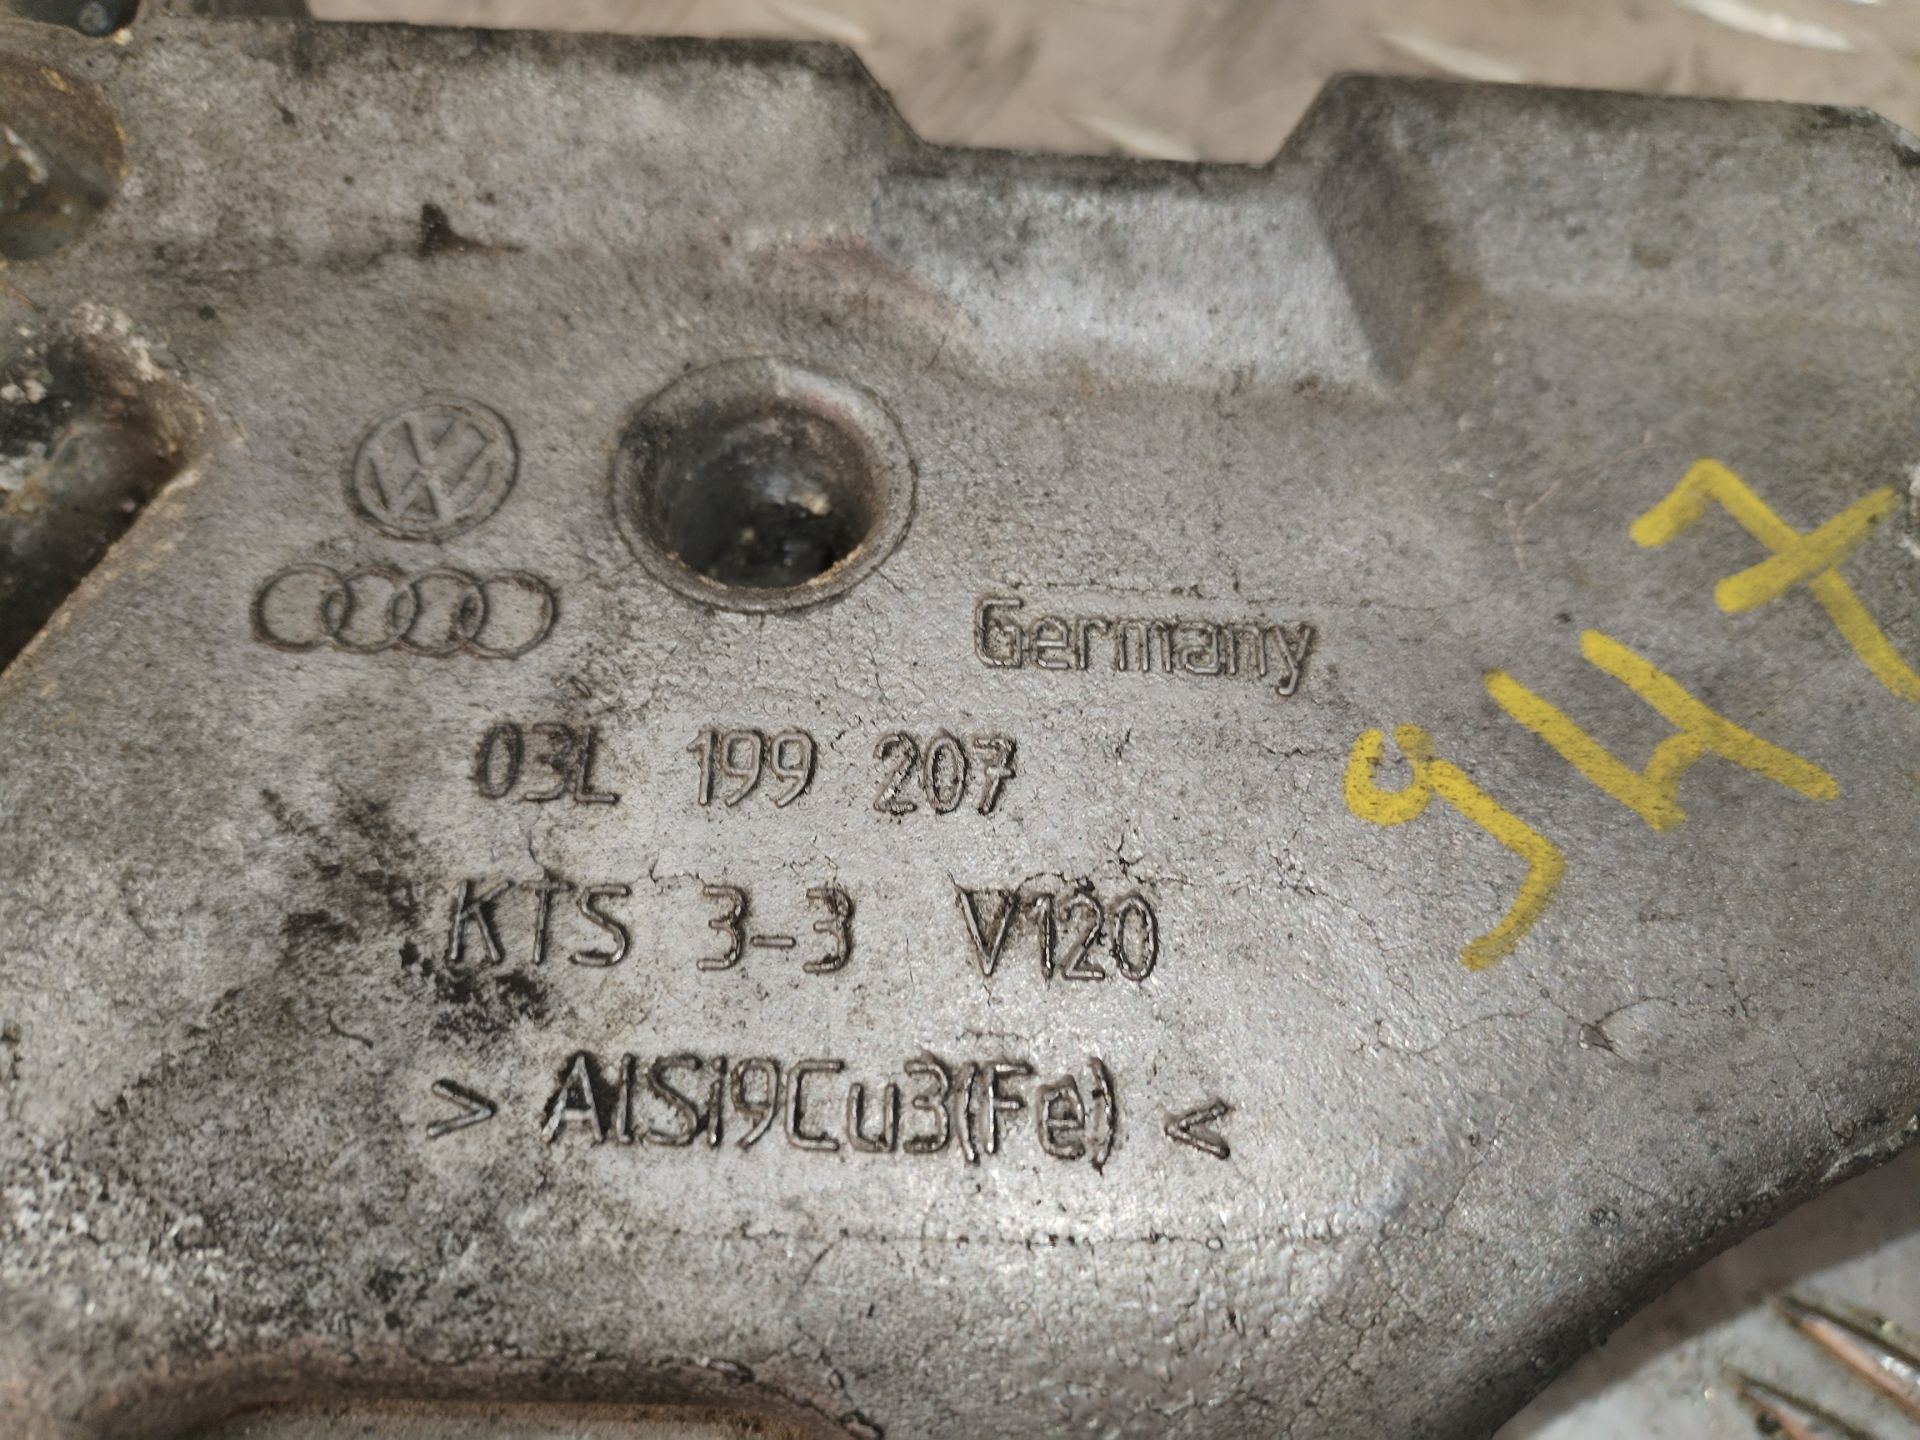 Germany
03L 199 207
KTS 3-3 V120
> AlSi9Cu3(Fe) <
947